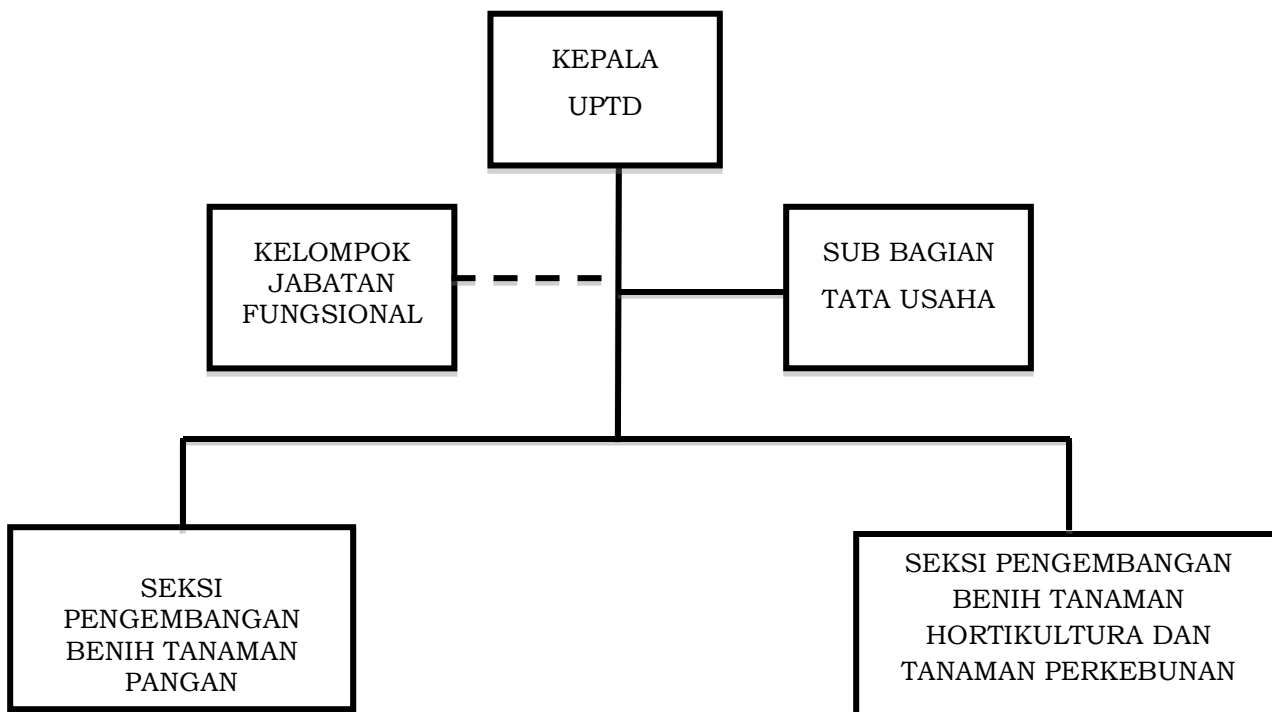 KEPALA
UPTD
KELOMPOK
JABATAN
FUNGSIONAL
SUB BAGIAN
TATA USAHA
SEKSI
PENGEMBANGAN
BENIH TANAMAN
PANGAN
SEKSI PENGEMBANGAN
BENIH TANAMAN
HORTIKULTURA DAN
TANAMAN PERKEBUNAN